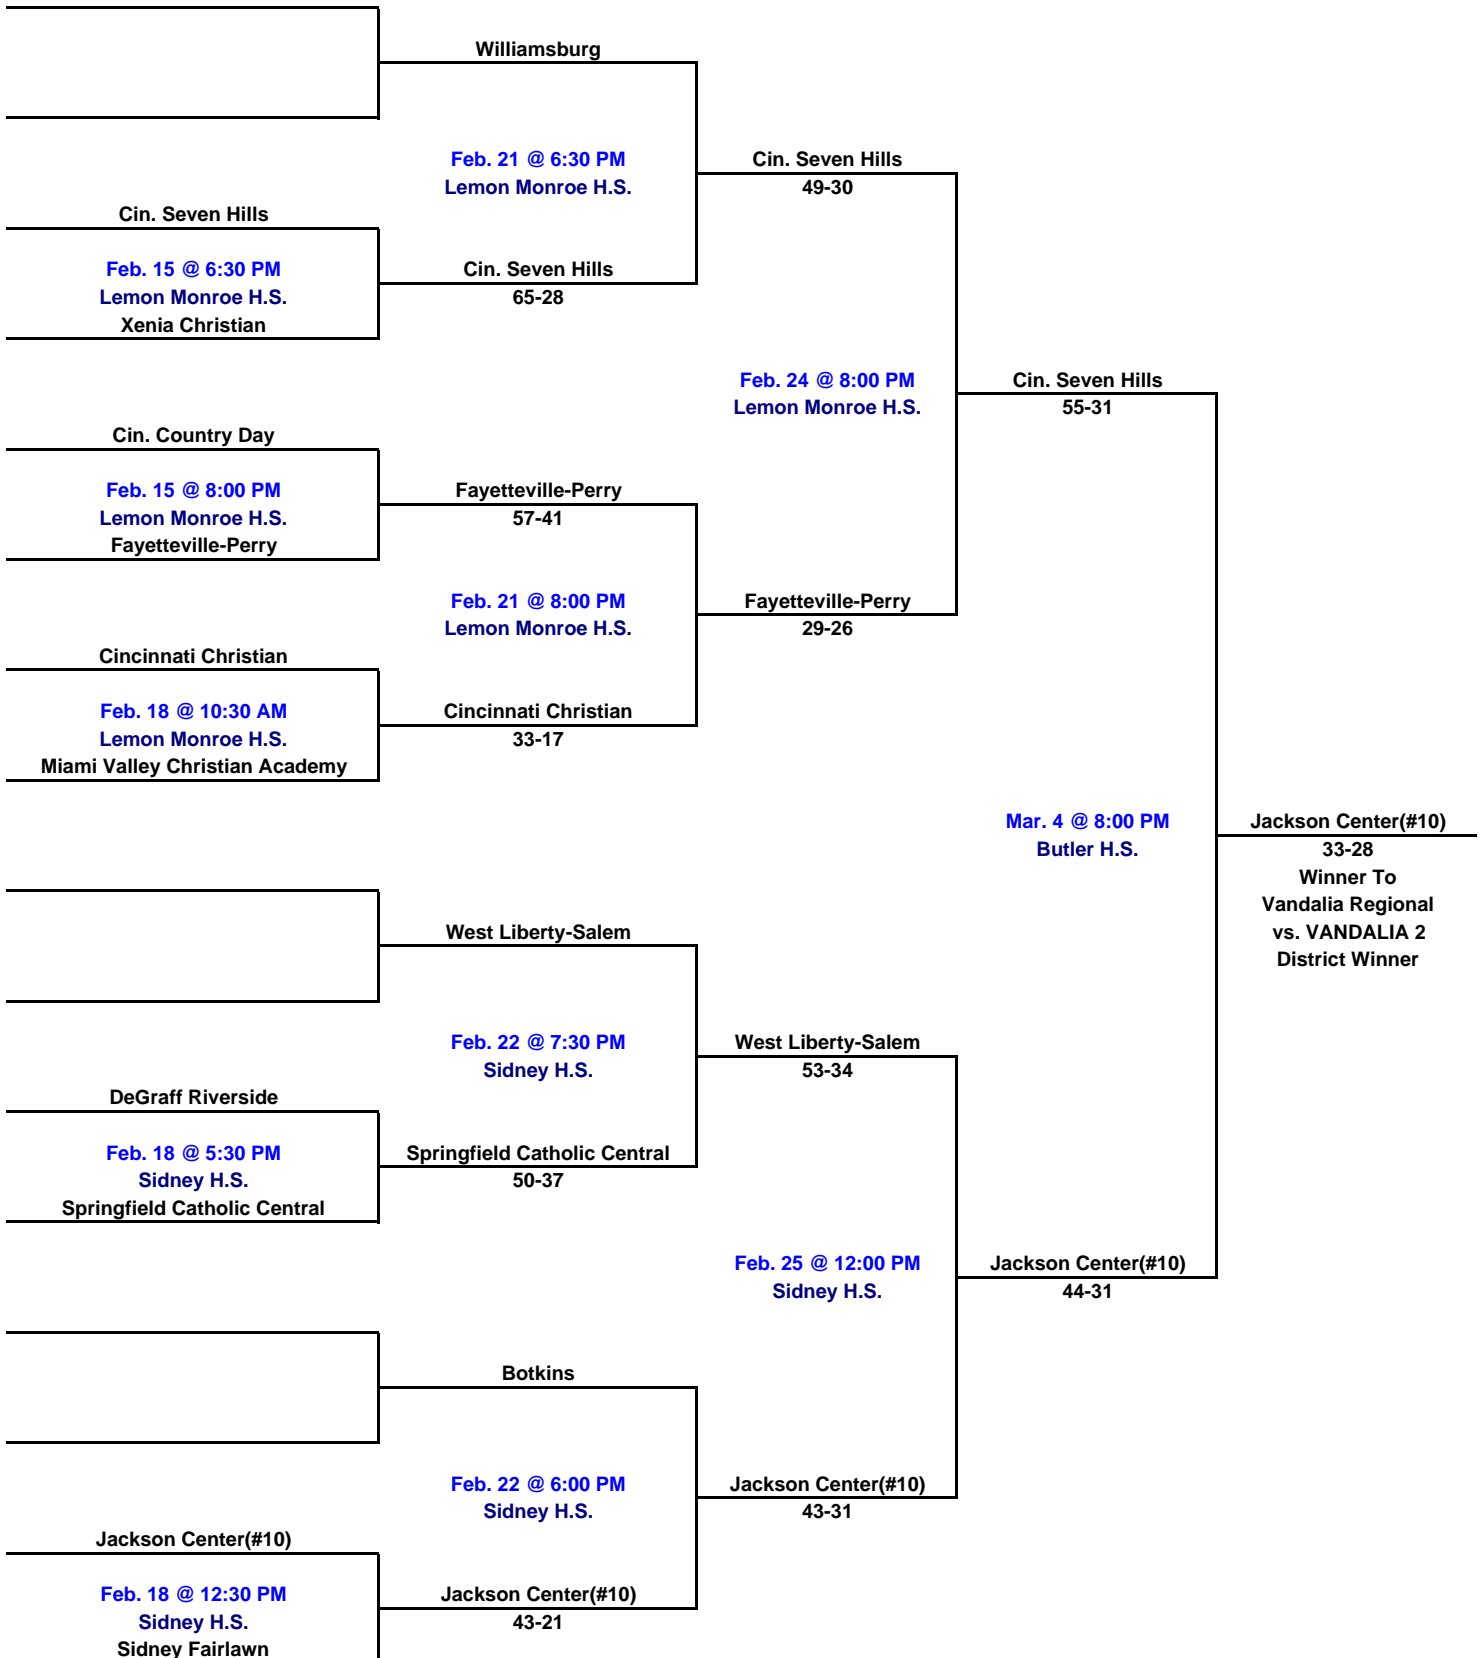 Williamsburg
Feb. 21 @ 6:30 PM
Lemon Monroe H.S.
Cin. Seven Hills
49-30
Cin. Seven Hills
Feb. 15 @ 6:30 PM
Lemon Monroe H.S.
Xenia Christian
Cin. Seven Hills
65-28
Feb. 24 @ 8:00 PM
Lemon Monroe H.S.
Cin. Seven Hills
55-31
Cin. Country Day
Feb. 15 @ 8:00 PM
Lemon Monroe H.S.
Fayetteville-Perry
Fayetteville-Perry
57-41
Feb. 21 @ 8:00 PM
Lemon Monroe H.S.
Fayetteville-Perry
29-26
Cincinnati Christian
Feb. 18 @ 10:30 AM
Lemon Monroe H.S.
Miami Valley Christian Academy
Cincinnati Christian
33-17
Mar. 4 @ 8:00 PM
Butler H.S.
Jackson Center(#10)
33-28
Winner To
Vandalia Regional
vs. VANDALIA 2
District Winner
West Liberty-Salem
Feb. 22 @ 7:30 PM
Sidney H.S.
West Liberty-Salem
53-34
DeGraff Riverside
Feb. 18 @ 5:30 PM
Sidney H.S.
Springfield Catholic Central
Springfield Catholic Central
50-37
Feb. 25 @ 12:00 PM
Sidney H.S.
Jackson Center(#10)
44-31
Botkins
Feb. 22 @ 6:00 PM
Sidney H.S.
Jackson Center(#10)
43-31
Jackson Center(#10)
Feb. 18 @ 12:30 PM
Sidney H.S.
Sidney Fairlawn
Jackson Center(#10)
43-21